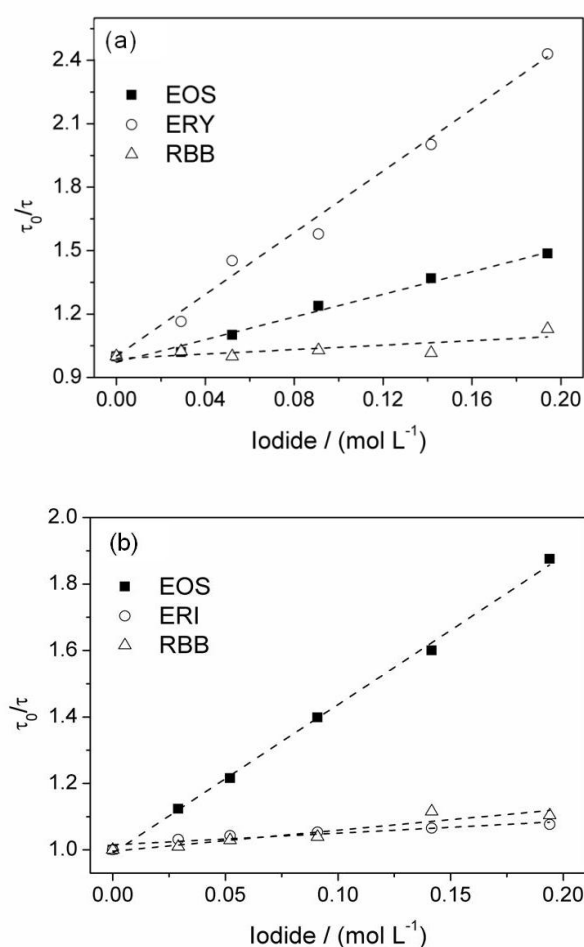 (a)
EOS
ERY
RBB
2.4
2.1
1.8
1.5
1.2
0.9
τ₀/τ
0.00 0.04 0.08 0.12 0.16 0.20
Iodide / (mol L⁻¹)
(b)
EOS
ERI
RBB
2.0
1.8
1.6
1.4
1.2
1.0
τ₀/τ
0.00 0.05 0.10 0.15 0.20
Iodide / (mol L⁻¹)